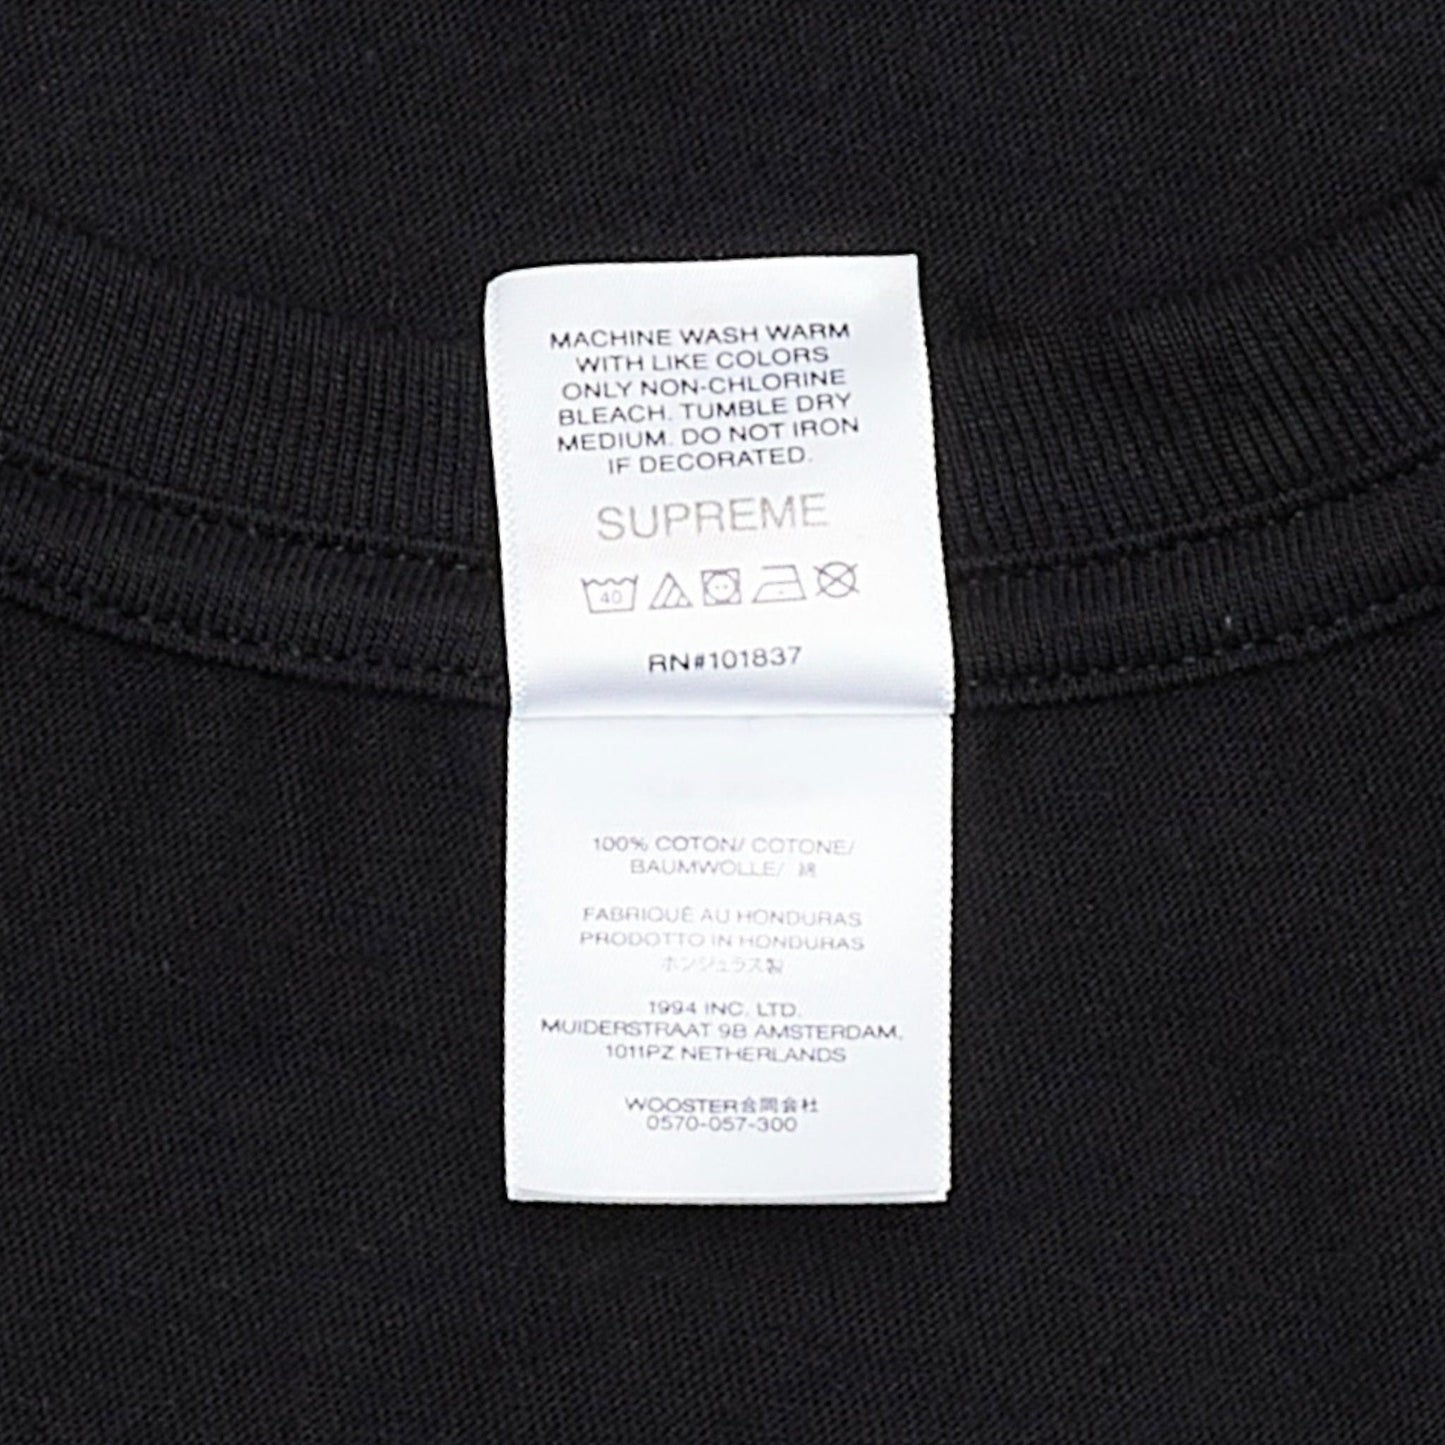 MACHINE WASH WARM
WITH LIKE COLORS
ONLY NON-CHLORINE
BLEACH. TUMBLE DRY
MEDIUM. DO NOT IRON
IF DECORATED.
SUPREME
40
RN#101837
100% COTON/ COTONE/
BAUMWOLLE/ 綿
FABRIQUÉ AU HONDURAS
PRODOTTO IN HONDURAS
ホンジュラス製
1994 INC. LTD.
MUIDERSTRAAT 9B AMSTERDAM,
1011PZ NETHERLANDS
WOOSTER合同会社
0570-057-300